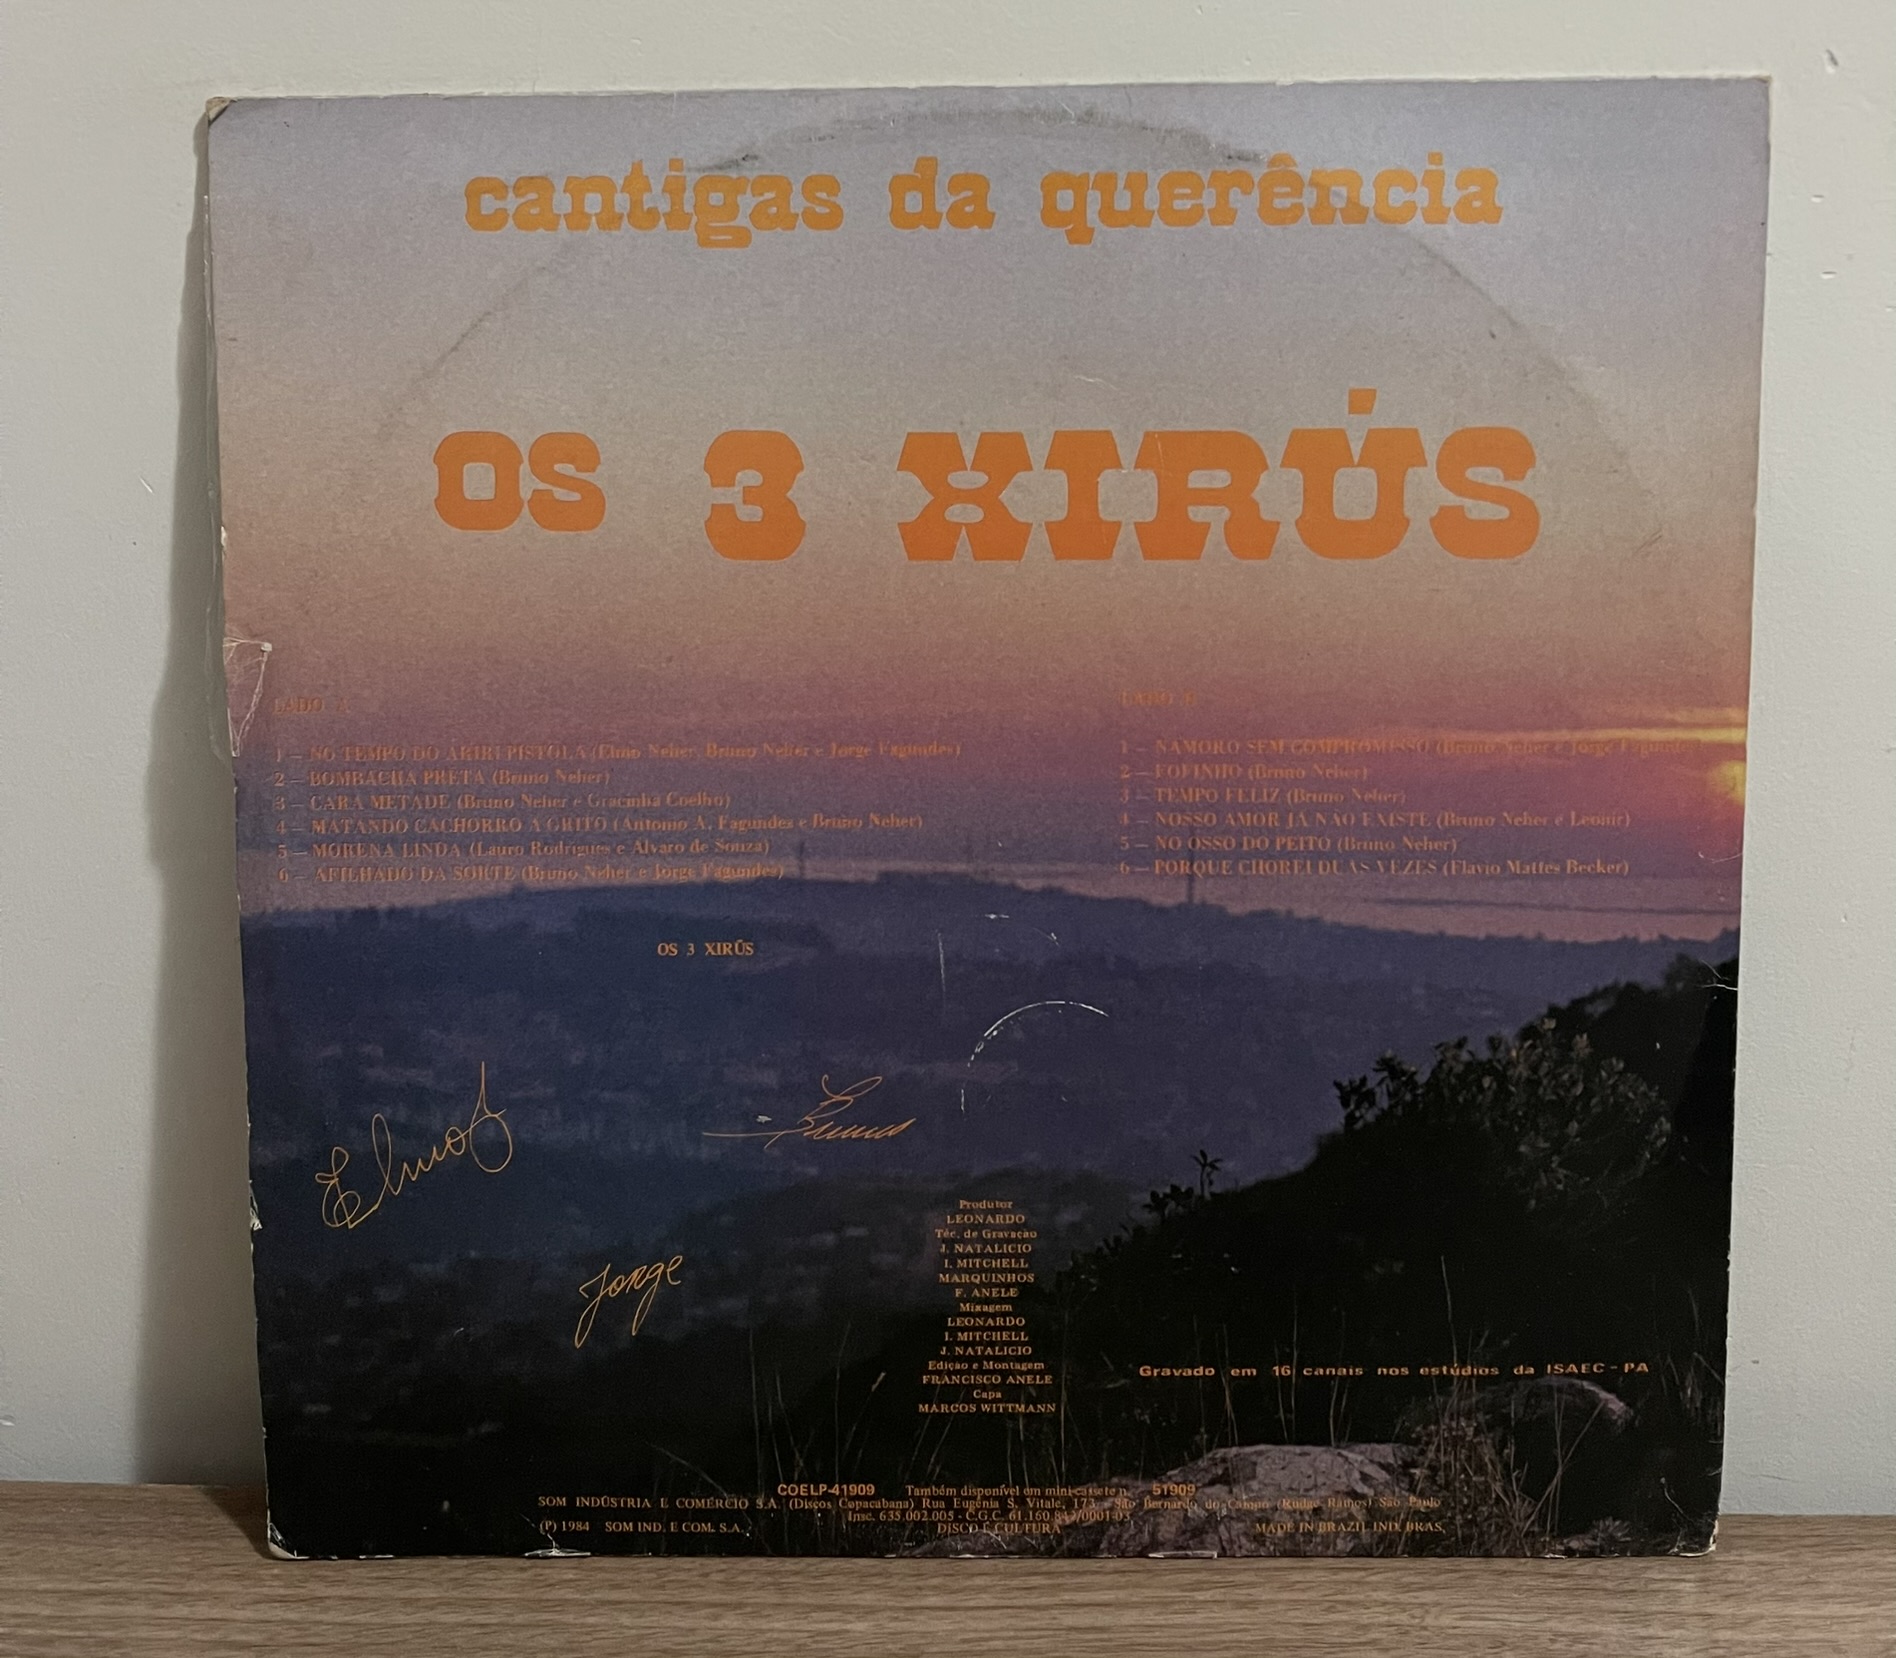 cantigas da querência
OS 3 XIRÚS
LADO A
1 – NO TEMPO DO ARIRI PISTOLA (Elmo Neher, Bruno Neher e Jorge Fagundes)
2 – BOMBACHA PRETA (Bruno Neher)
3 – CARA METADE (Bruno Neher e Gracinha Coelho)
4 – MATANDO CACHORRO A GRITO (Antonio A. Fagundes e Bruno Neher)
5 – MORENA LINDA (Lauro Rodrigues e Alvaro de Souza)
6 – AFILHADO DA SORTE (Bruno Neher e Jorge Fagundes)
LADO B
1 – NAMORO SEM COMPROMISSO (Bruno Neher e Jorge Fagundes)
2 – FOFINHO (Bruno Neher)
3 – TEMPO FELIZ (Bruno Neher)
4 – NOSSO AMOR JÁ NÃO EXISTE (Bruno Neher e Leonir)
5 – NO OSSO DO PEITO (Bruno Neher)
6 – PORQUE CHOREI DUAS VEZES (Flavio Mattes Becker)
OS 3 XIRÚS
Elmo
Bruno
Jorge
Produtor
LEONARDO
Téc. de Gravação
J. NATALICIO
I. MITCHELL
MARQUINHOS
F. ANELE
Mixagem
LEONARDO
I. MITCHELL
J. NATALICIO
Edição e Montagem
FRANCISCO ANELE
Capa
MARCOS WITTMANN
Gravado em 16 canais nos estúdios da ISAEC - PA
COELP-41909 Também disponível em mini-cassete n. 51909
SOM INDÚSTRIA E COMÉRCIO S.A. (Discos Copacabana) Rua Eugênia S. Vitale, 173 - São Bernardo do Campo (Rudge Ramos) São Paulo
Insc. 635.002.005 - C.G.C. 61.160.842/0001-03
(P) 1984 SOM IND. E COM. S.A. DISCO É CULTURA MADE IN BRAZIL IND. BRAS.